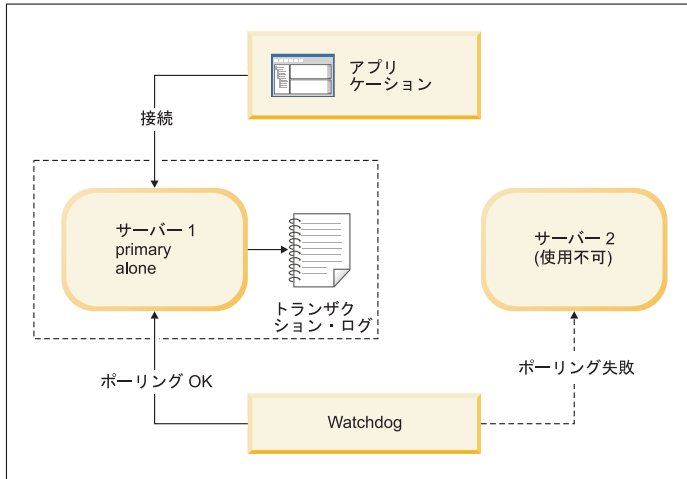 アプリ
ケーション
接続
サーバー 1
primary
alone
サーバー 2
(使用不可)
トランザク
ション・ログ
ポーリング OK
ポーリング失敗
Watchdog